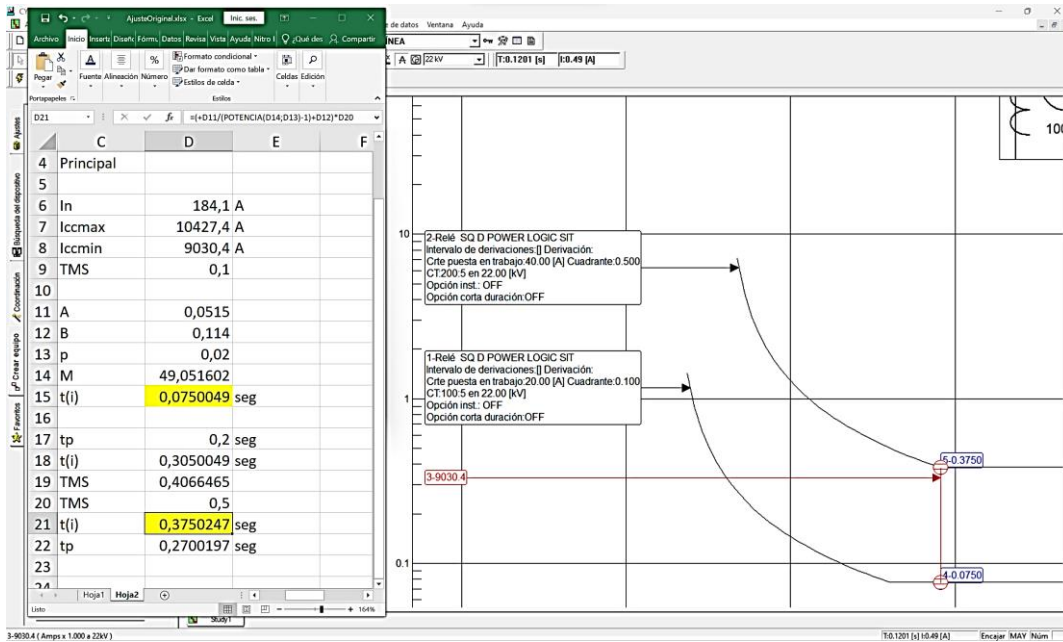 AjusteOriginal.xlsx - Excel
Inic. ses.
Archivo Inicio Inserta Diseñ Fórmu Datos Revisa Vista Ayuda Nitro ¿Qué des Compartir
Pegar
Fuente
Alineación
Número
Formato condicional
Dar formato como tabla
Estilos de celda
Celdas
Edición
Portapapeles
Estilos
D21
fx
=(+D11/(POTENCIA(D14;D13)-1)+D12)*D20
C D E F
4 Principal
5
6 In 184,1 A
7 Iccmax 10427,4 A
8 Iccmin 9030,4 A
9 TMS 0,1
10
11 A 0,0515
12 B 0,114
13 p 0,02
14 M 49,051602
15 t(i) 0,0750049 seg
16
17 tp 0,2 seg
18 t(i) 0,3050049 seg
19 TMS 0,4066465
20 TMS 0,5
21 t(i) 0,3750247 seg
22 tp 0,2700197 seg
23
24
Hoja1 Hoja2
Listo
164%
Ajustes
Búsqueda del dispositivo
Coordinación
Crear equipo
Favoritos
de datos Ventana Ayuda
22 kV
T:0.1201 [s] I:0.49 [A]
100
10
2-Relé SQ D POWER LOGIC SIT
Intervalo de derivaciones:[] Derivación:
Crte puesta en trabajo:40.00 [A] Cuadrante:0.500
CT:200:5 en 22.00 [kV]
Opción inst.: OFF
Opción corta duración:OFF
1-Relé SQ D POWER LOGIC SIT
Intervalo de derivaciones:[] Derivación:
Crte puesta en trabajo:20.00 [A] Cuadrante:0.100
CT:100:5 en 22.00 [kV]
Opción inst.: OFF
Opción corta duración:OFF
1
5-0.3750
3-9030.4
0.1
4-0.0750
Study1
3-9030.4 ( Amps x 1.000 a 22kV )
T:0.1201 [s] I:0.49 [A]
Encajar MAY Núm